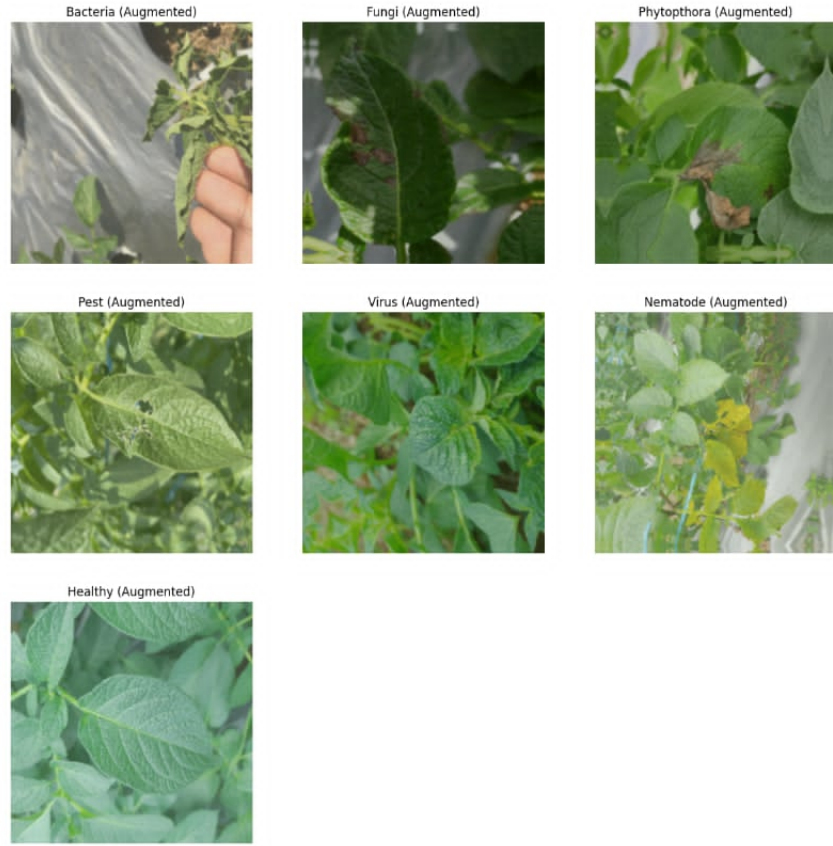 Bacteria (Augmented)
Fungi (Augmented)
Phytopthora (Augmented)
Pest (Augmented)
Virus (Augmented)
Nematode (Augmented)
Healthy (Augmented)